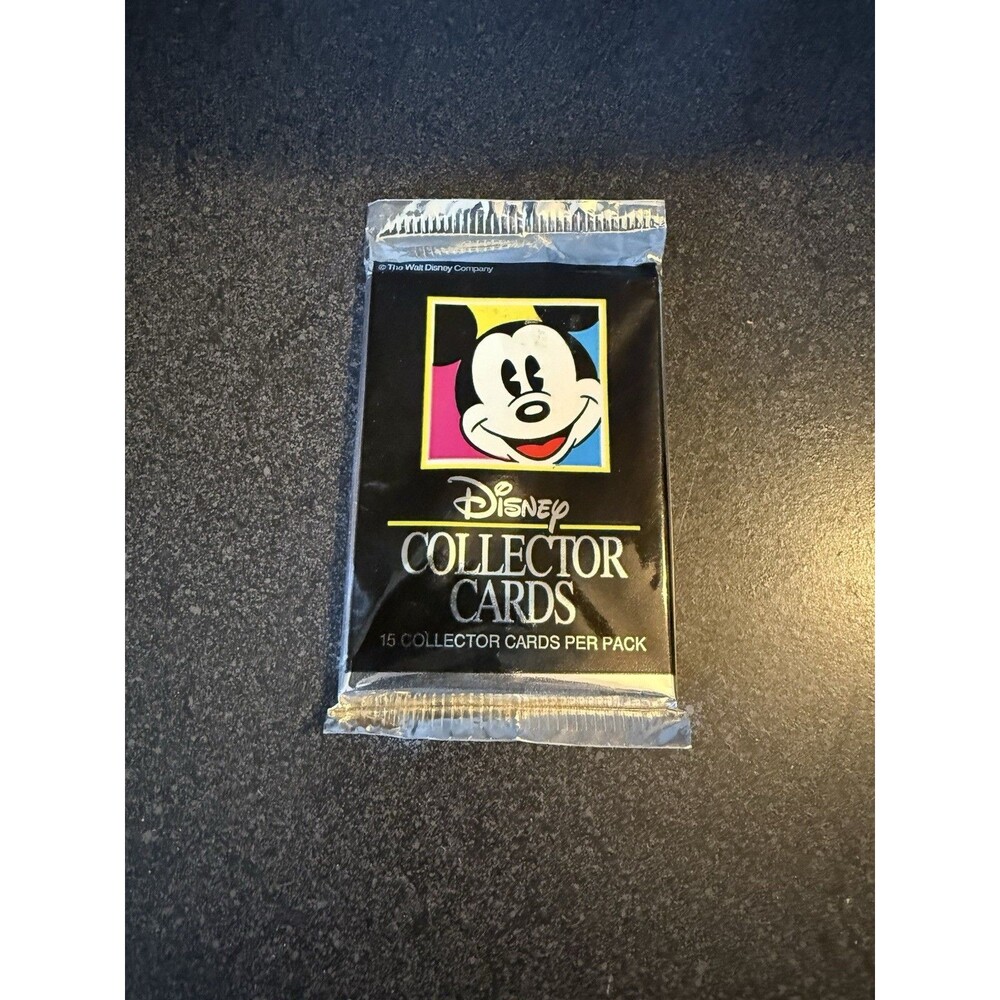 © The Walt Disney Company
Disney
COLLECTOR
CARDS
15 COLLECTOR CARDS PER PACK